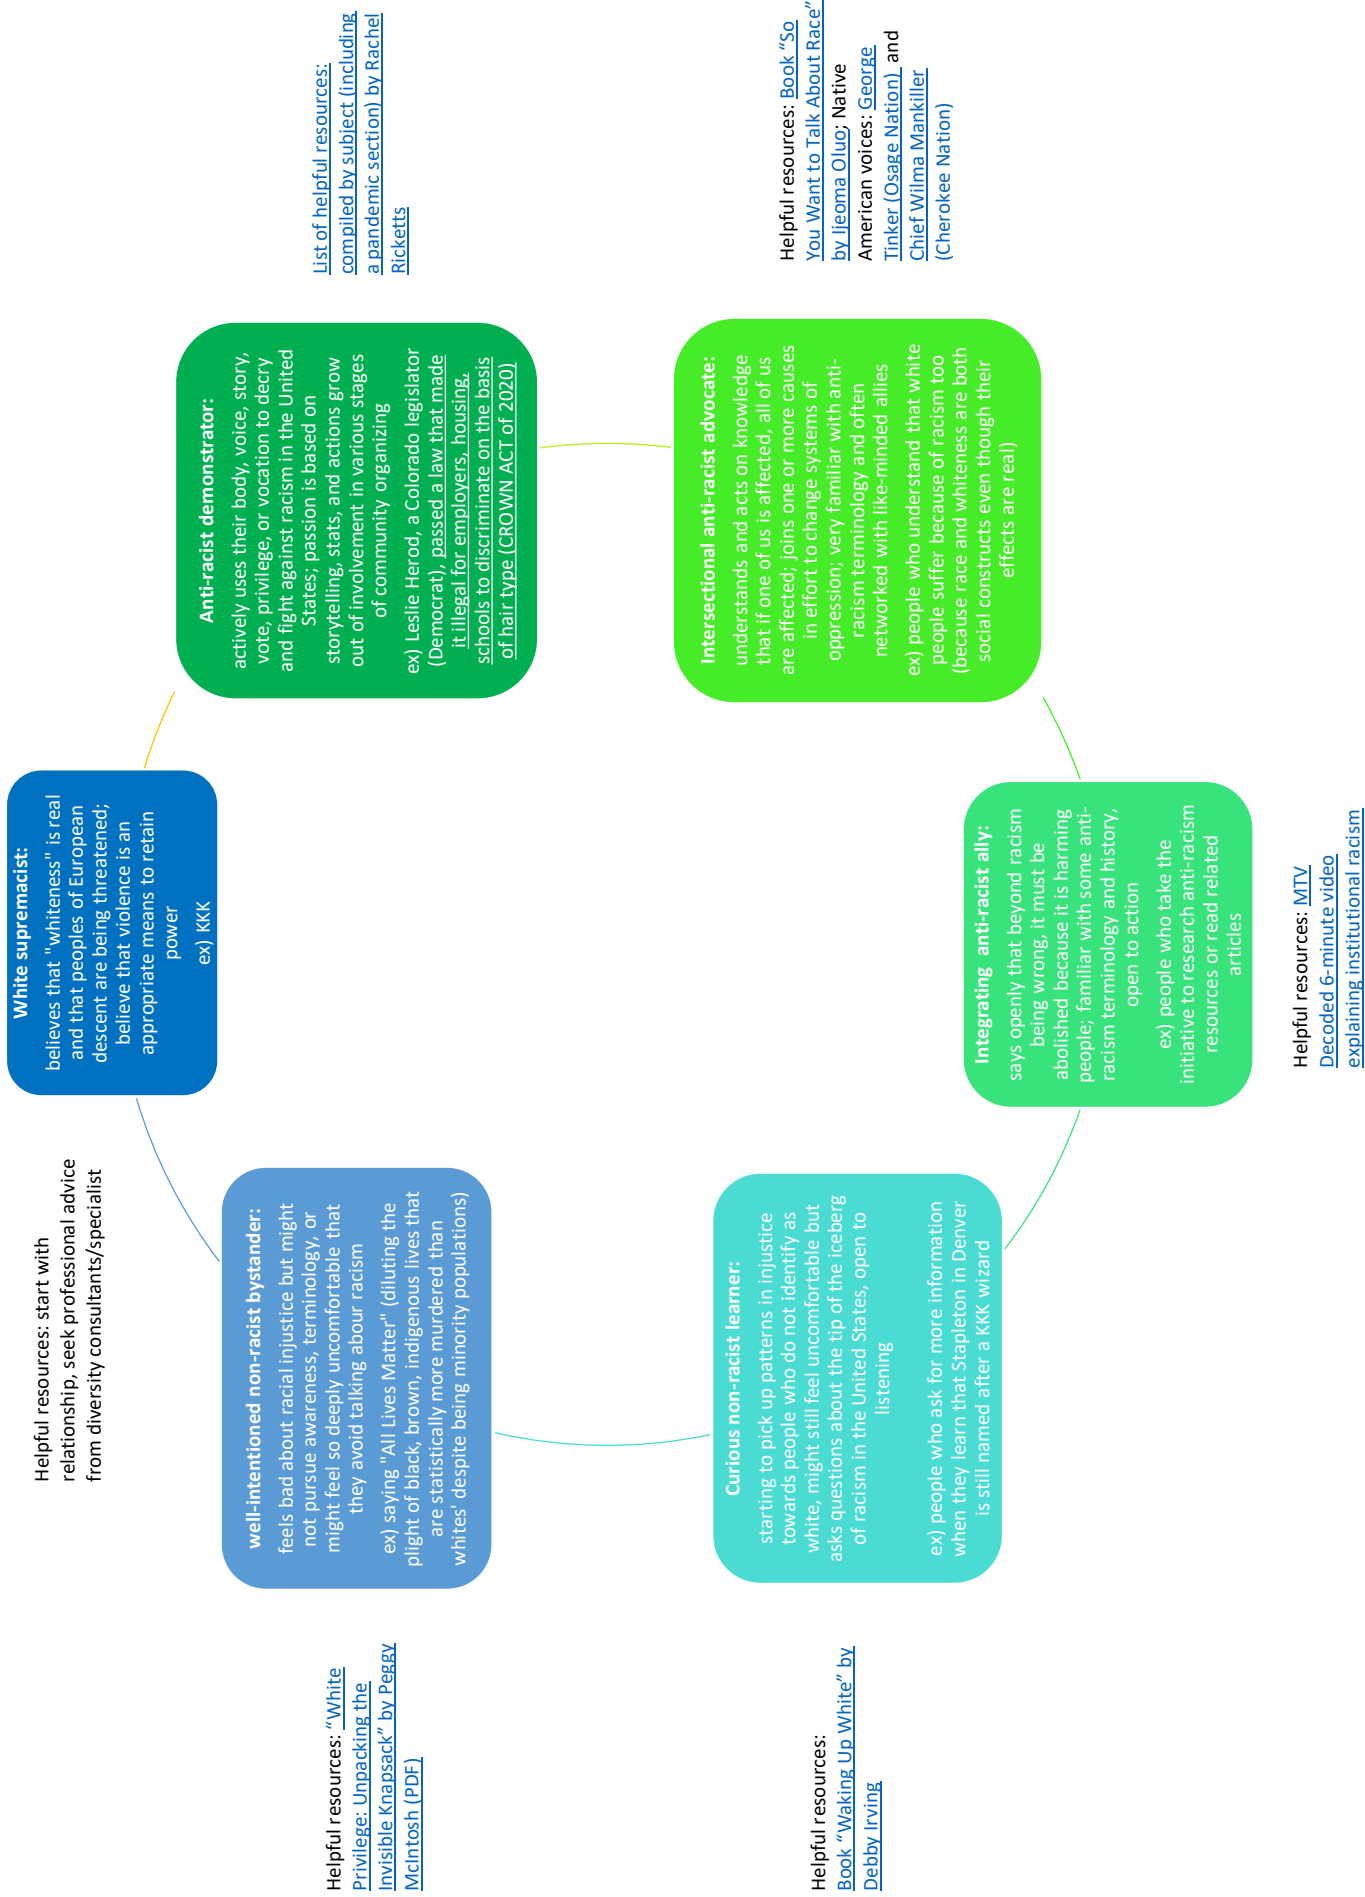 Helpful resources: start with
relationship, seek professional advice
from diversity consultants/specialist
White supremacist:
believes that "whiteness" is real
and that peoples of European
descent are being threatened;
believe that violence is an
appropriate means to retain
power
ex) KKK
Anti-racist demonstrator:
actively uses their body, voice, story,
vote, privilege, or vocation to decry
and fight against racism in the United
States; passion is based on
storytelling, stats, and actions grow
out of involvement in various stages
of community organizing
ex) Leslie Herod, a Colorado legislator
(Democrat), passed a law that made
it illegal for employers, housing,
schools to discriminate on the basis
of hair type (CROWN ACT of 2020)
List of helpful resources:
compiled by subject (including
a pandemic section) by Rachel
Ricketts
Intersectional anti-racist advocate:
understands and acts on knowledge
that if one of us is affected, all of us
are affected; joins one or more causes
in effort to change systems of
oppression; very familiar with anti-
racism terminology and often
networked with like-minded allies
ex) people who understand that white
people suffer because of racism too
(because race and whiteness are both
social constructs even though their
effects are real)
Helpful resources: Book “So
You Want to Talk About Race”
by Ijeoma Oluo; Native
American voices: George
Tinker (Osage Nation) and
Chief Wilma Mankiller
(Cherokee Nation)
Integrating anti-racist ally:
says openly that beyond racism
being wrong, it must be
abolished because it is harming
people; familiar with some anti-
racism terminology and history,
open to action
ex) people who take the
initiative to research anti-racism
resources or read related
articles
Helpful resources: MTV
Decoded 6-minute video
explaining institutional racism
Curious non-racist learner:
starting to pick up patterns in injustice
towards people who do not identify as
white, might still feel uncomfortable but
asks questions about the tip of the iceberg
of racism in the United States, open to
listening
ex) people who ask for more information
when they learn that Stapleton in Denver
is still named after a KKK wizard
Helpful resources:
Book “Waking Up White” by
Debby Irving
well-intentioned non-racist bystander:
feels bad about racial injustice but might
not pursue awareness, terminology, or
might feel so deeply uncomfortable that
they avoid talking abour racism
ex) saying "All Lives Matter" (diluting the
plight of black, brown, indigenous lives that
are statistically more murdered than
whites' despite being minority populations)
Helpful resources: “White
Privilege: Unpacking the
Invisible Knapsack” by Peggy
McIntosh (PDF)